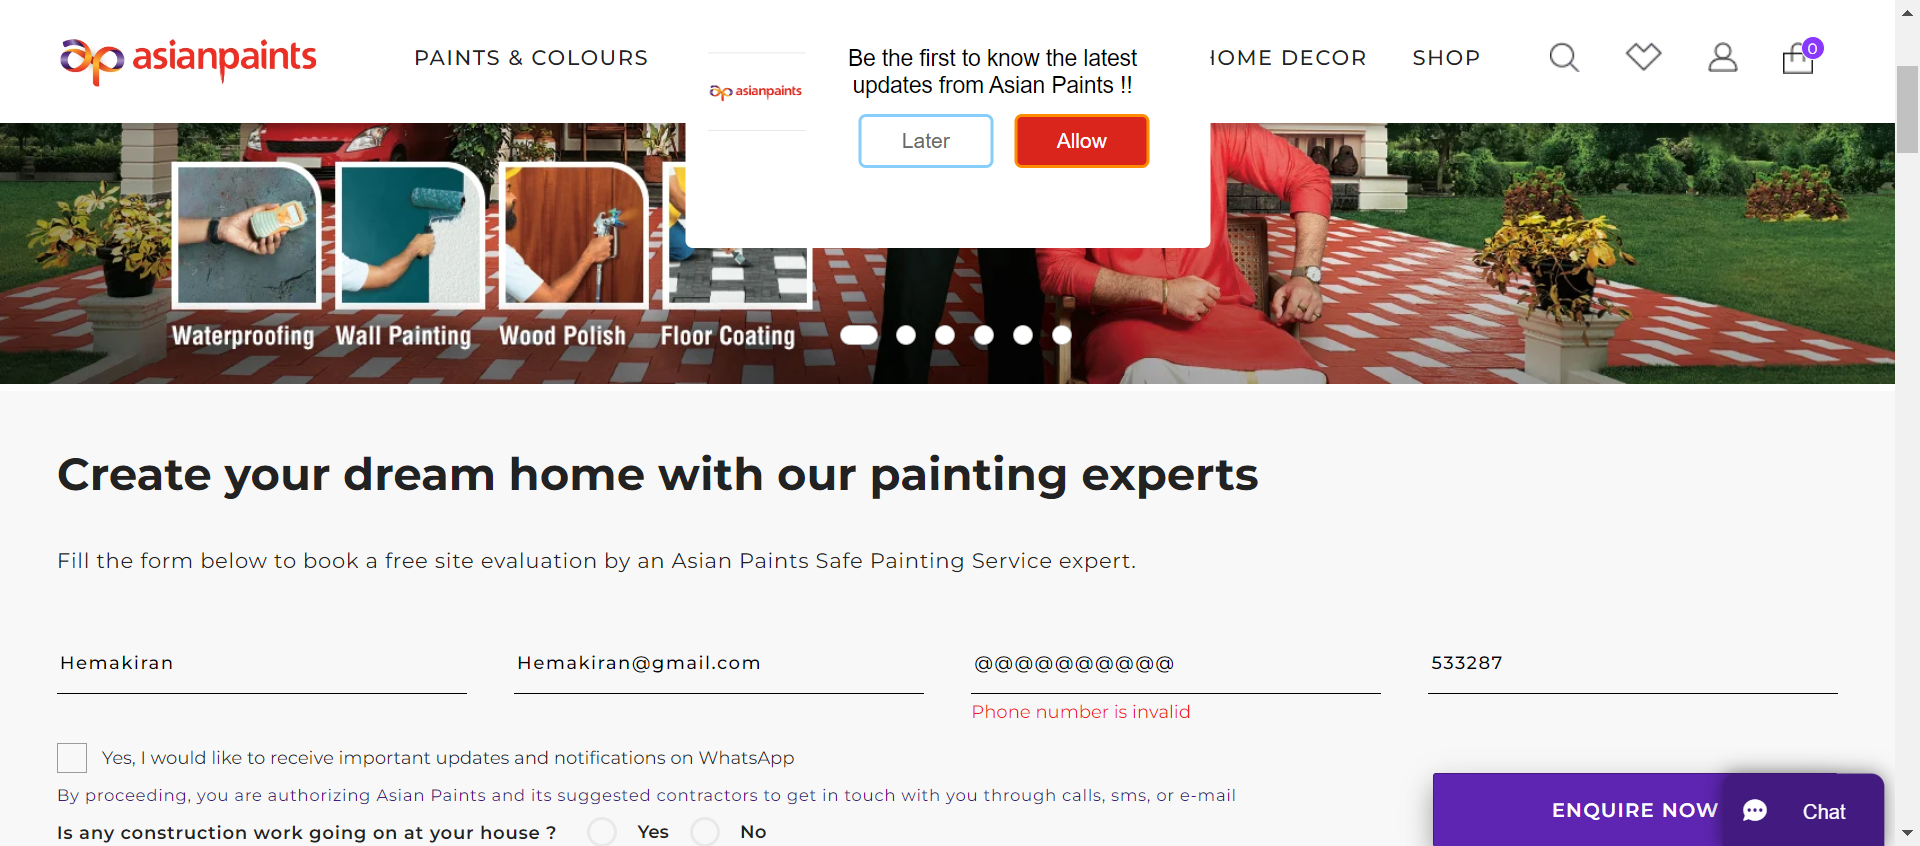 asianpaints
PAINTS & COLOURS
HOME DECOR
SHOP
0
asianpaints
Be the first to know the latest
updates from Asian Paints !!
Later
Allow
Waterproofing
Wall Painting
Wood Polish
Floor Coating
Create your dream home with our painting experts
Fill the form below to book a free site evaluation by an Asian Paints Safe Painting Service expert.
Hemakiran
Hemakiran@gmail.com
@@@@@@@@@@
533287
Phone number is invalid
Yes, I would like to receive important updates and notifications on WhatsApp
By proceeding, you are authorizing Asian Paints and its suggested contractors to get in touch with you through calls, sms, or e-mail
Is any construction work going on at your house ?
Yes
No
ENQUIRE NOW
Chat